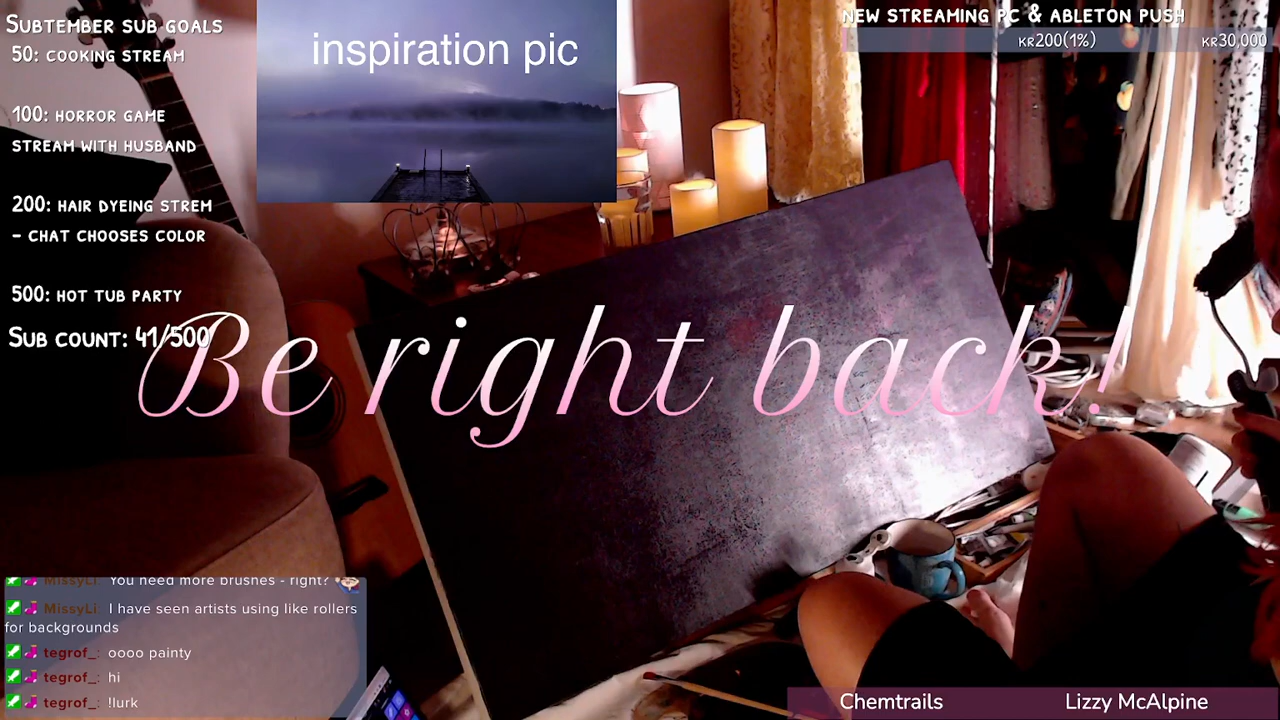 Subtember sub goals
50: cooking stream
100: horror game
stream with husband
200: hair dyeing strem
- chat chooses color
500: hot tub party
Sub count: 41/500
inspiration pic
new streaming pc & ableton push
kr200(1%)
kr30,000
Be right back!
MissyLi: You need more brushes - right?
MissyLi: I have seen artists using like rollers
for backgrounds
tegrof_: oooo painty
tegrof_: hi
tegrof_: !lurk
Chemtrails
Lizzy McAlpine